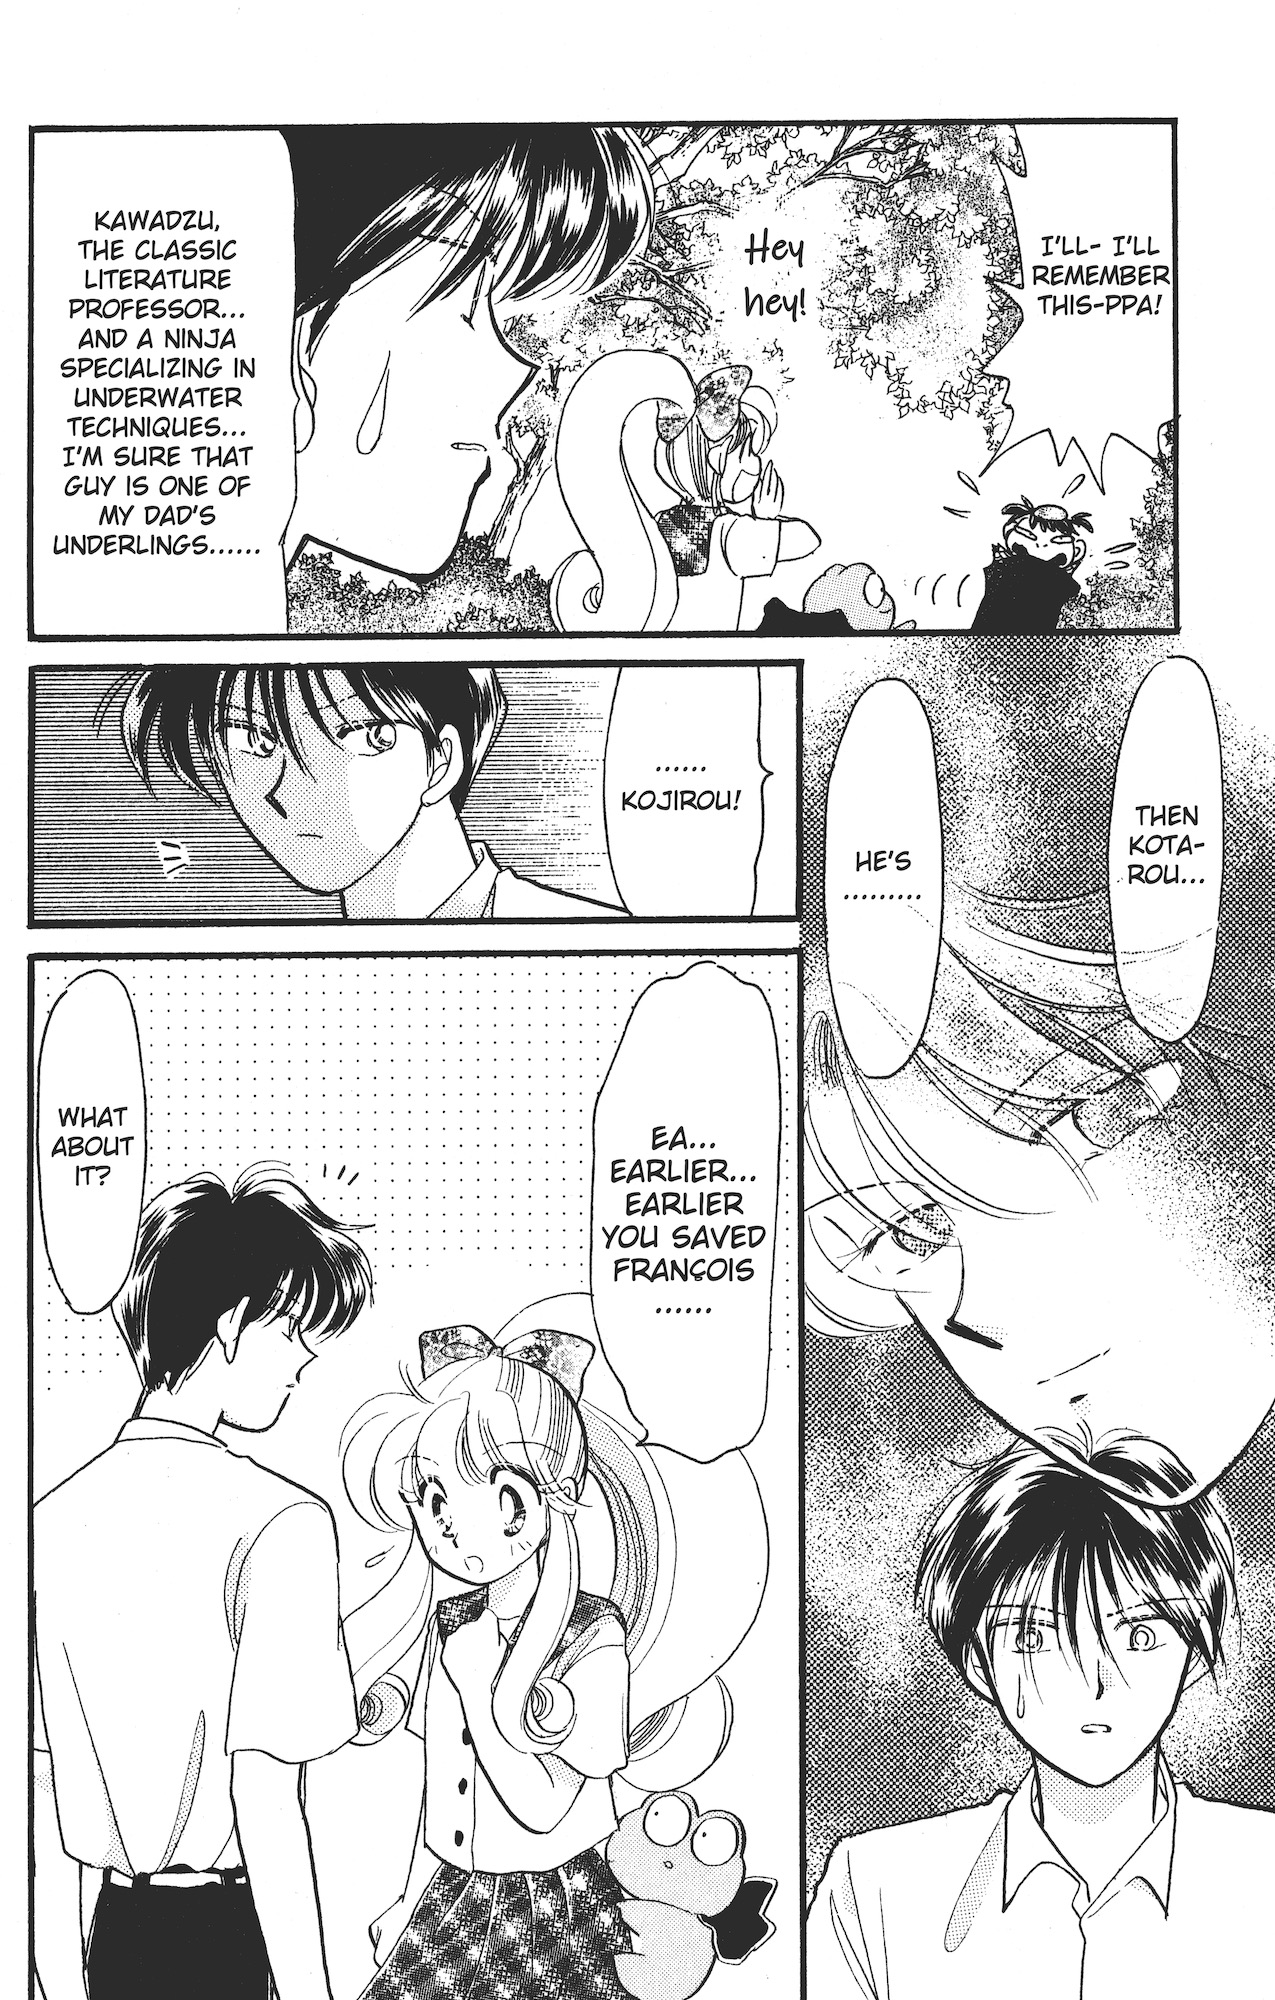 I'LL- I'LL
REMEMBER
THIS-PPA!
Hey
hey!
KAWADZU,
THE CLASSIC
LITERATURE
PROFESSOR...
AND A NINJA
SPECIALIZING IN
UNDERWATER
TECHNIQUES...
I'M SURE THAT
GUY IS ONE OF
MY DAD'S
UNDERLINGS......
THEN
KOTA-
ROU...
HE'S
.........
......
KOJIROU!
EA...
EARLIER...
EARLIER
YOU SAVED
FRANÇOIS
......
WHAT
ABOUT
IT?